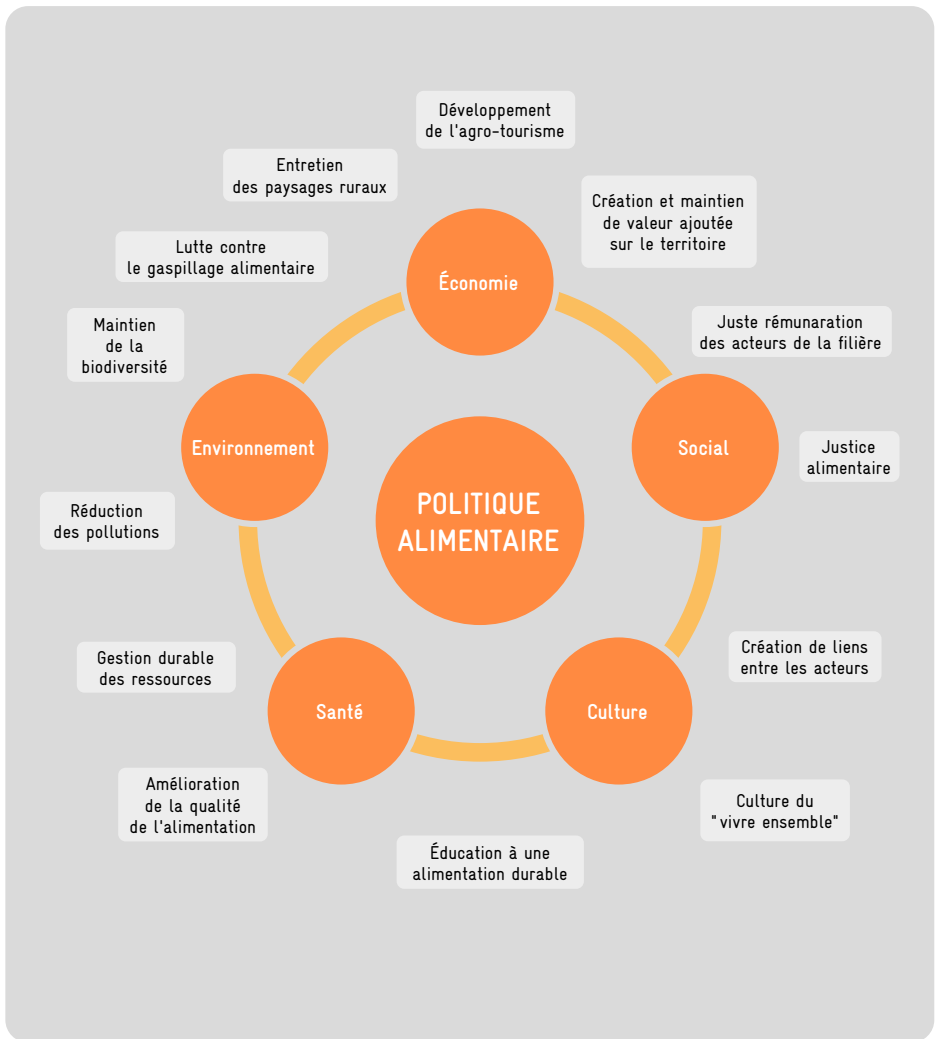 Développement
de l'agro-tourisme
Entretien
des paysages ruraux
Création et maintien
de valeur ajoutée
sur le territoire
Lutte contre
le gaspillage alimentaire
Économie
Maintien
de la
biodiversité
Juste rémunaration
des acteurs de la filière
Environnement
Social
Justice
alimentaire
POLITIQUE
ALIMENTAIRE
Réduction
des pollutions
Gestion durable
des ressources
Création de liens
entre les acteurs
Santé
Culture
Amélioration
de la qualité
de l'alimentation
Culture du
"vivre ensemble"
Éducation à une
alimentation durable